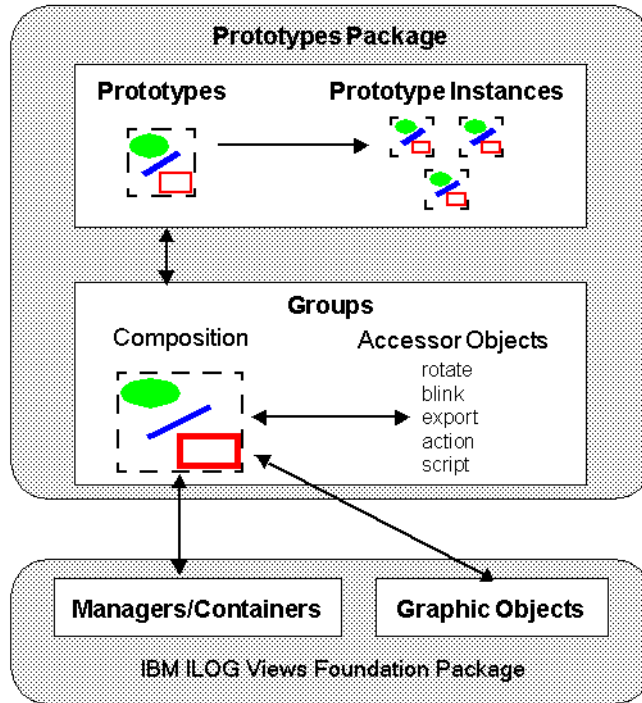 Prototypes Package
Prototypes
Prototype Instances
Groups
Composition
Accessor Objects
rotate
blink
export
action
script
Managers/Containers
Graphic Objects
IBM ILOG Views Foundation Package